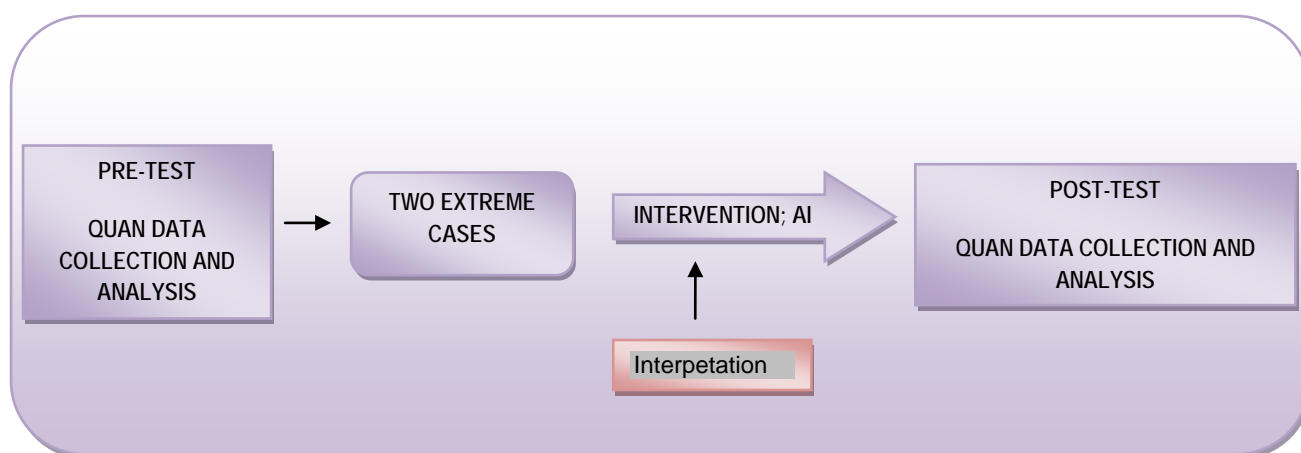 PRE-TEST
QUAN DATA
COLLECTION AND
ANALYSIS
TWO EXTREME
CASES
INTERVENTION; AI
Interpetation
POST-TEST
QUAN DATA COLLECTION AND
ANALYSIS